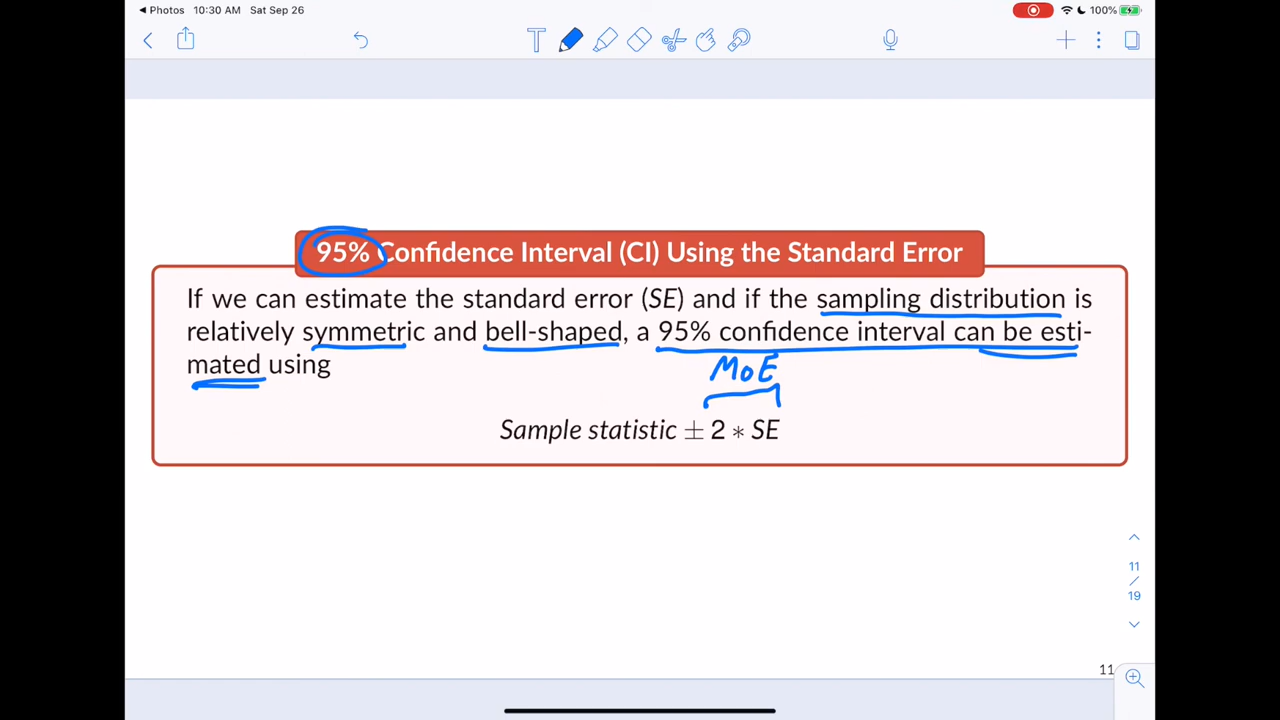 Photos 10:30 AM Sat Sep 26 100%
T
95% Confidence Interval (CI) Using the Standard Error
If we can estimate the standard error (SE) and if the sampling distribution is
relatively symmetric and bell-shaped, a 95% confidence interval can be esti-
mated using
MoE
Sample statistic ± 2 * SE
11
/
19
11